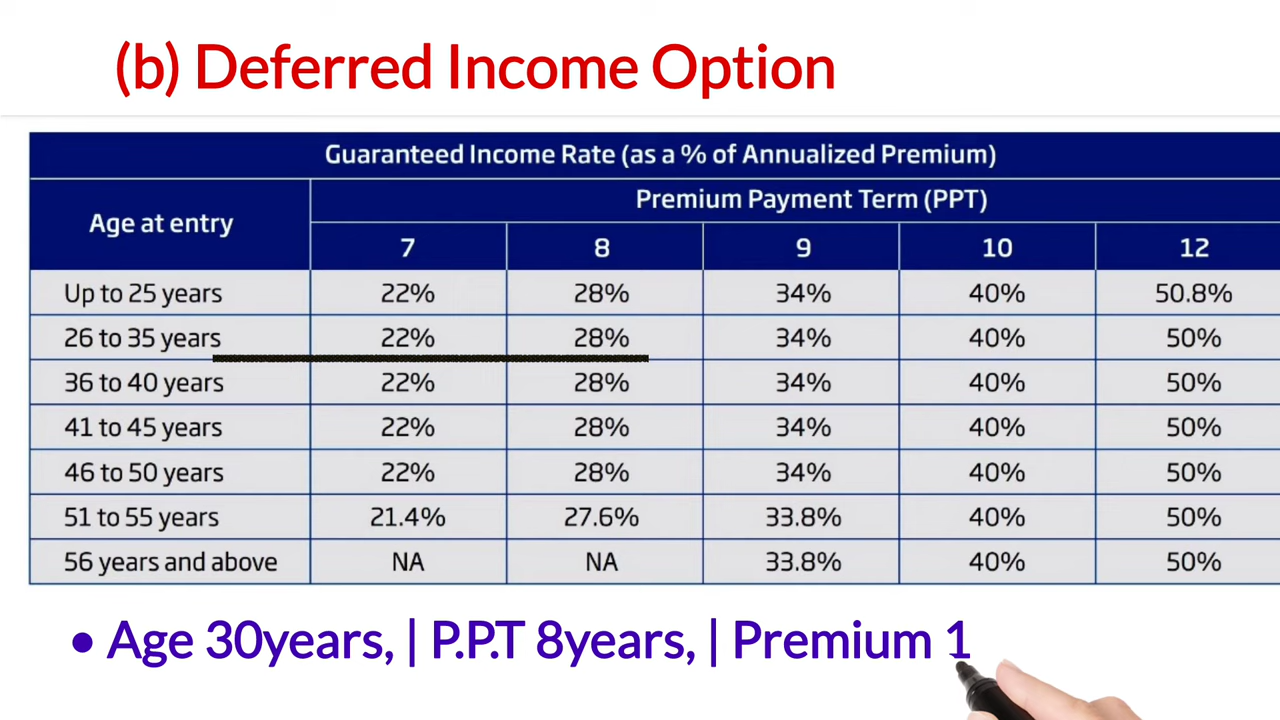 (b) Deferred Income Option
Guaranteed Income Rate (as a % of Annualized Premium)
Age at entry
Premium Payment Term (PPT)
7 8 9 10 12
Up to 25 years 22% 28% 34% 40% 50.8%
26 to 35 years 22% 28% 34% 40% 50%
36 to 40 years 22% 28% 34% 40% 50%
41 to 45 years 22% 28% 34% 40% 50%
46 to 50 years 22% 28% 34% 40% 50%
51 to 55 years 21.4% 27.6% 33.8% 40% 50%
56 years and above NA NA 33.8% 40% 50%
• Age 30years, | P.P.T 8years, | Premium 1